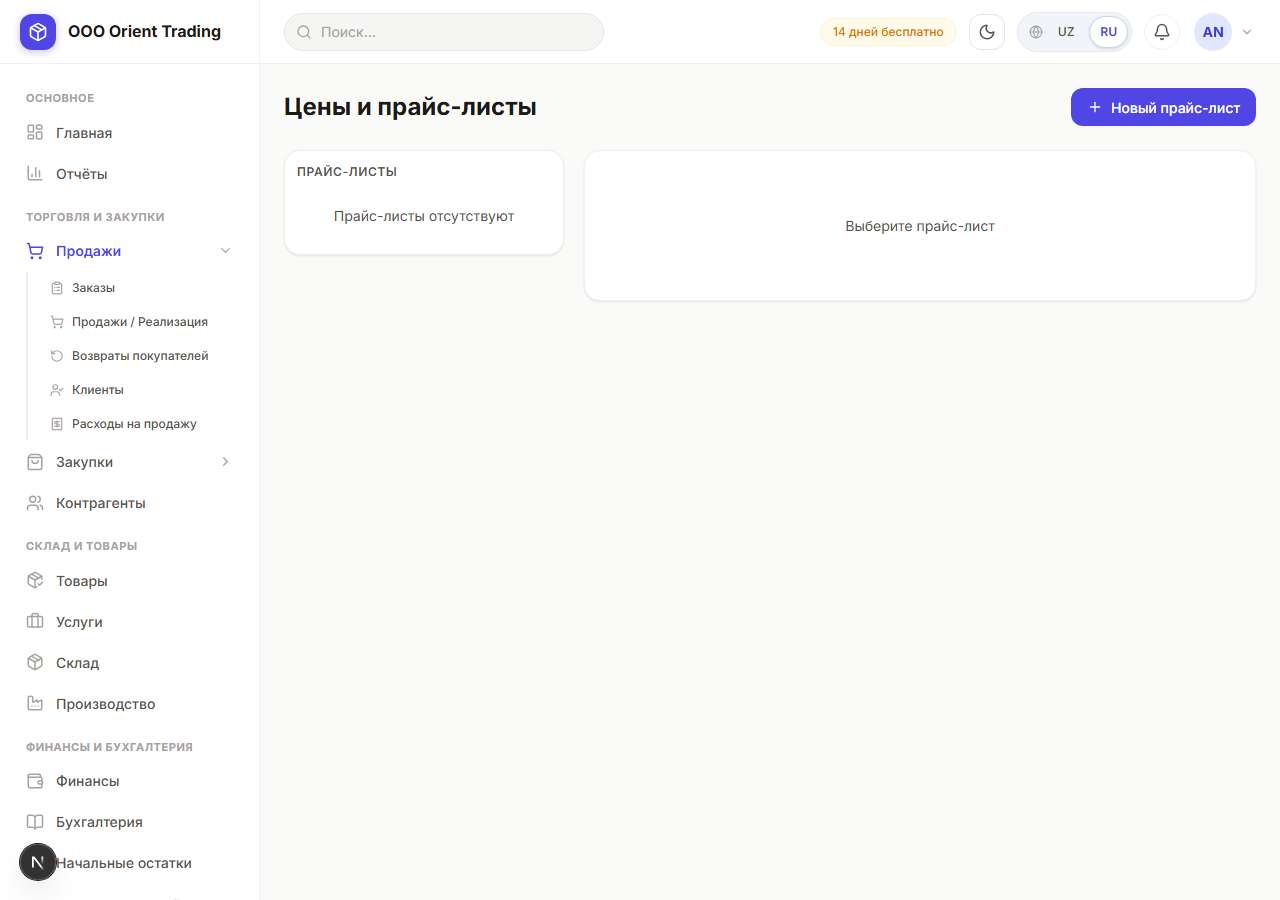 OOO Orient Trading
Поиск...
14 дней бесплатно
UZ
RU
AN
ОСНОВНОЕ
Главная
Отчёты
ТОРГОВЛЯ И ЗАКУПКИ
Продажи
Заказы
Продажи / Реализация
Возвраты покупателей
Клиенты
Расходы на продажу
Закупки
Контрагенты
СКЛАД И ТОВАРЫ
Товары
Услуги
Склад
Производство
ФИНАНСЫ И БУХГАЛТЕРИЯ
Финансы
Бухгалтерия
N
Начальные остатки
Цены и прайс-листы
Новый прайс-лист
ПРАЙС-ЛИСТЫ
Прайс-листы отсутствуют
Выберите прайс-лист